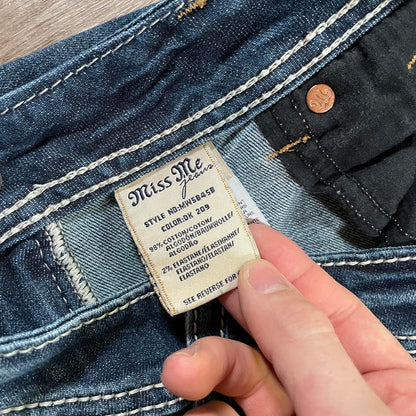 Miss Me
jeans
STYLE NO:MW5845B
COLOR:DK 209
98% COTTON/COTON/
ALGODÓN/BAUMWOLLE/
ALGODÃO
2% ELASTANE/ELASTHANNE/
ELASTANO/ELASTAN/
ELASTANO
SEE REVERSE FOR